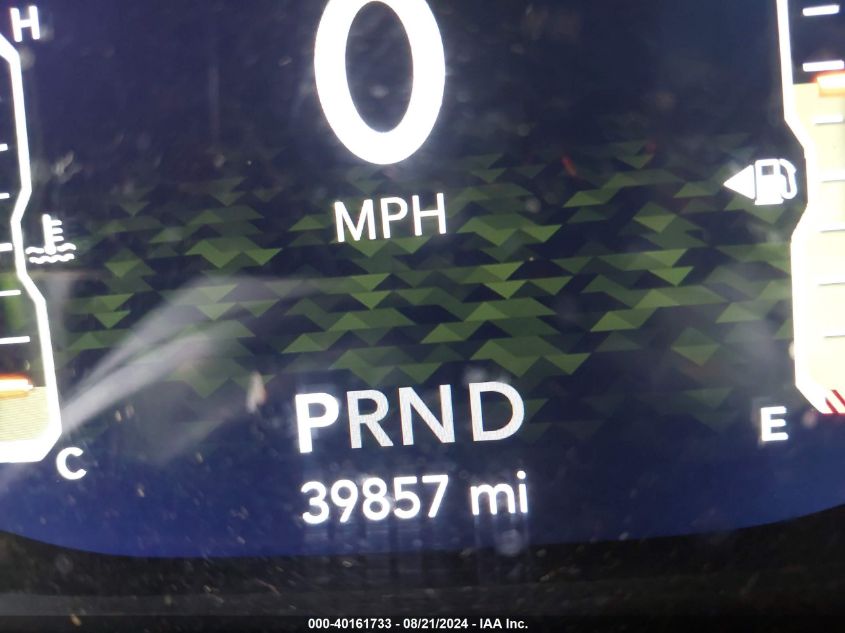 H
0
MPH
PRND
E
C
39857 mi
000-40161733 - 08/21/2024 - IAA Inc.